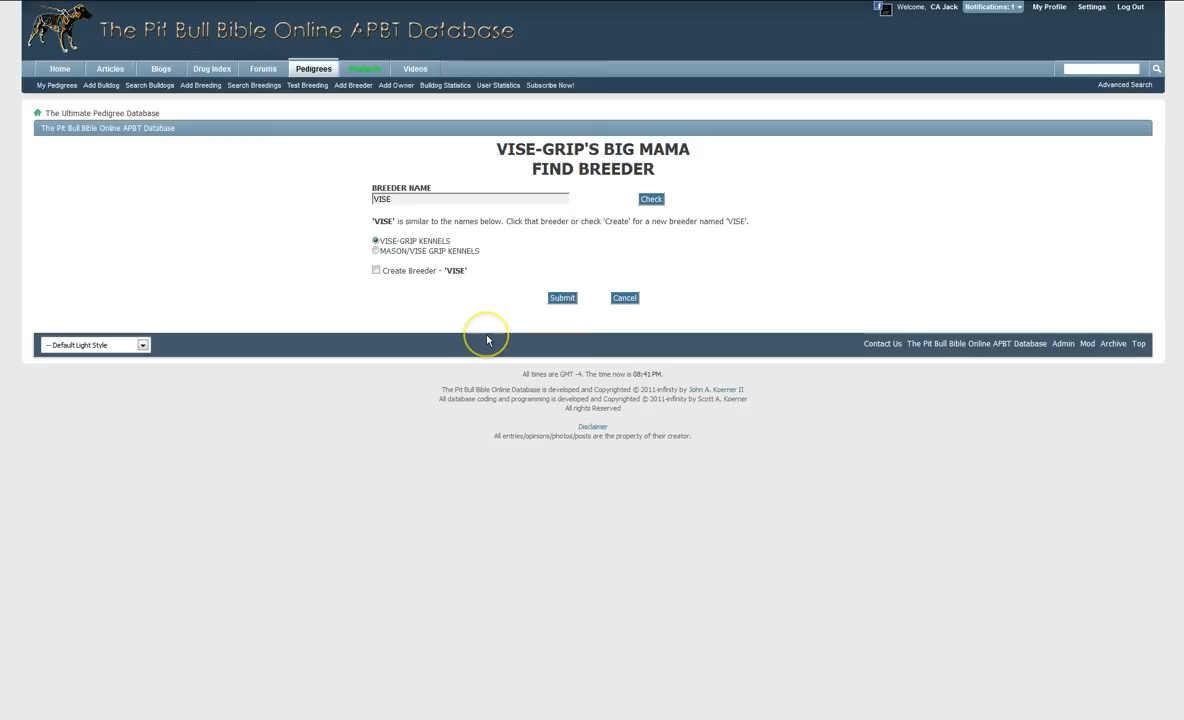 The Pit Bull Bible Online APBT Database
Welcome, CA Jack Notifications: 1 My Profile Settings Log Out
Home Articles Blogs Drug Index Forums Pedigrees Products Videos
My Pedigrees Add Bulldog Search Bulldogs Add Breeding Search Breedings Test Breeding Add Breeder Add Owner Bulldog Statistics User Statistics Subscribe Now! Advanced Search
The Ultimate Pedigree Database
The Pit Bull Bible Online APBT Database
VISE-GRIP'S BIG MAMA
FIND BREEDER
BREEDER NAME
VISE Check
'VISE' is similar to the names below. Click that breeder or check 'Create' for a new breeder named 'VISE'.
VISE-GRIP KENNELS
MASON/VISE GRIP KENNELS
Create Breeder - 'VISE'
Submit Cancel
-- Default Light Style Contact Us The Pit Bull Bible Online APBT Database Admin Mod Archive Top
All times are GMT -4. The time now is 08:41 PM.
The Pit Bull Bible Online Database is developed and Copyrighted © 2011-infinity by John A. Koerner II
All database coding and programming is developed and Copyrighted © 2011-infinity by Scott A. Koerner
All rights Reserved
Disclaimer
All entries/opinions/photos/posts are the property of their creator.